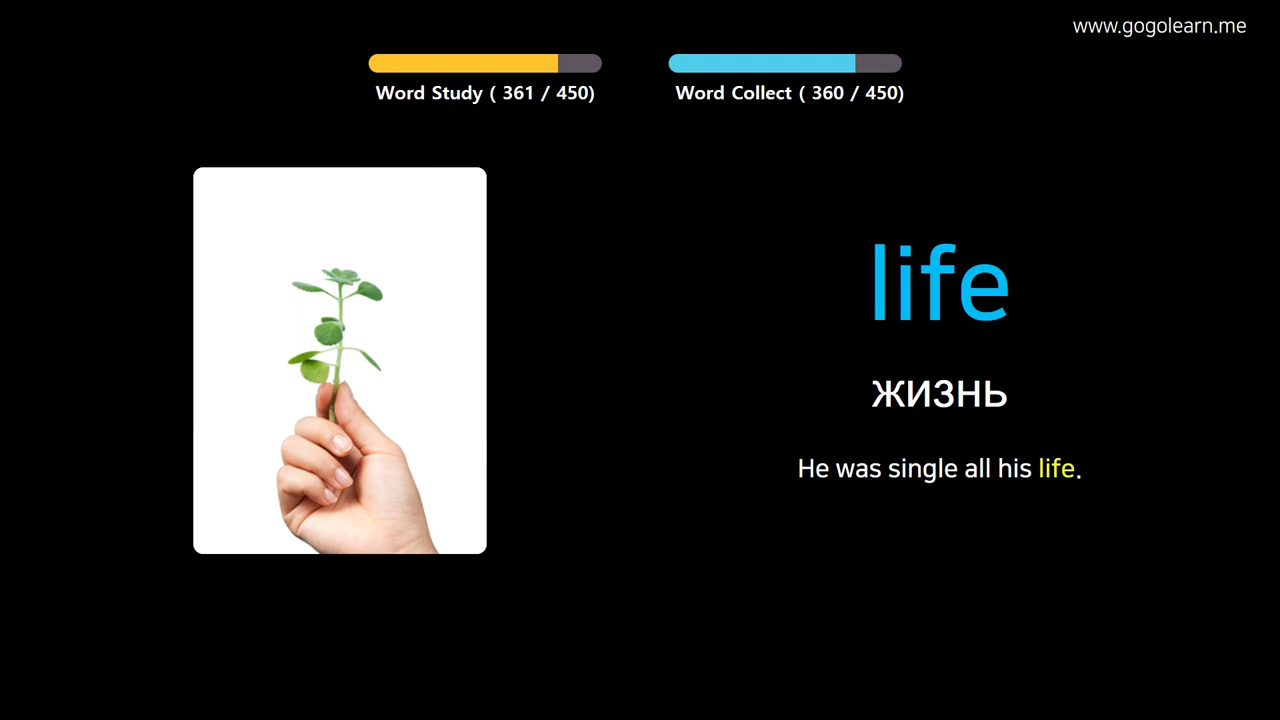 www.gogolearn.me
Word Study ( 361 / 450)
Word Collect ( 360 / 450)
life
жизнь
He was single all his life.